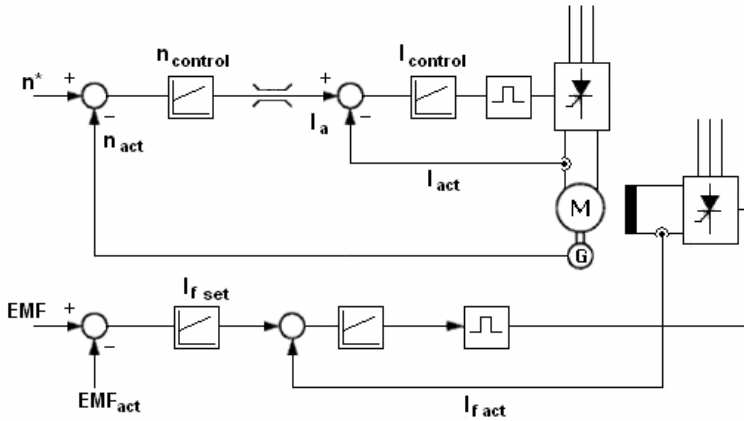 n control
I control
n*
+
−
+
−
n act
I a
I act
M
G
I f set
EMF
+
−
EMF act
I f act